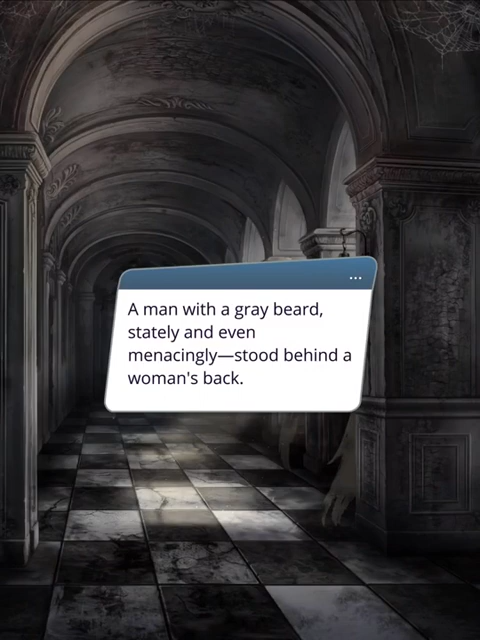 ...
A man with a gray beard,
stately and even
menacingly—stood behind a
woman's back.